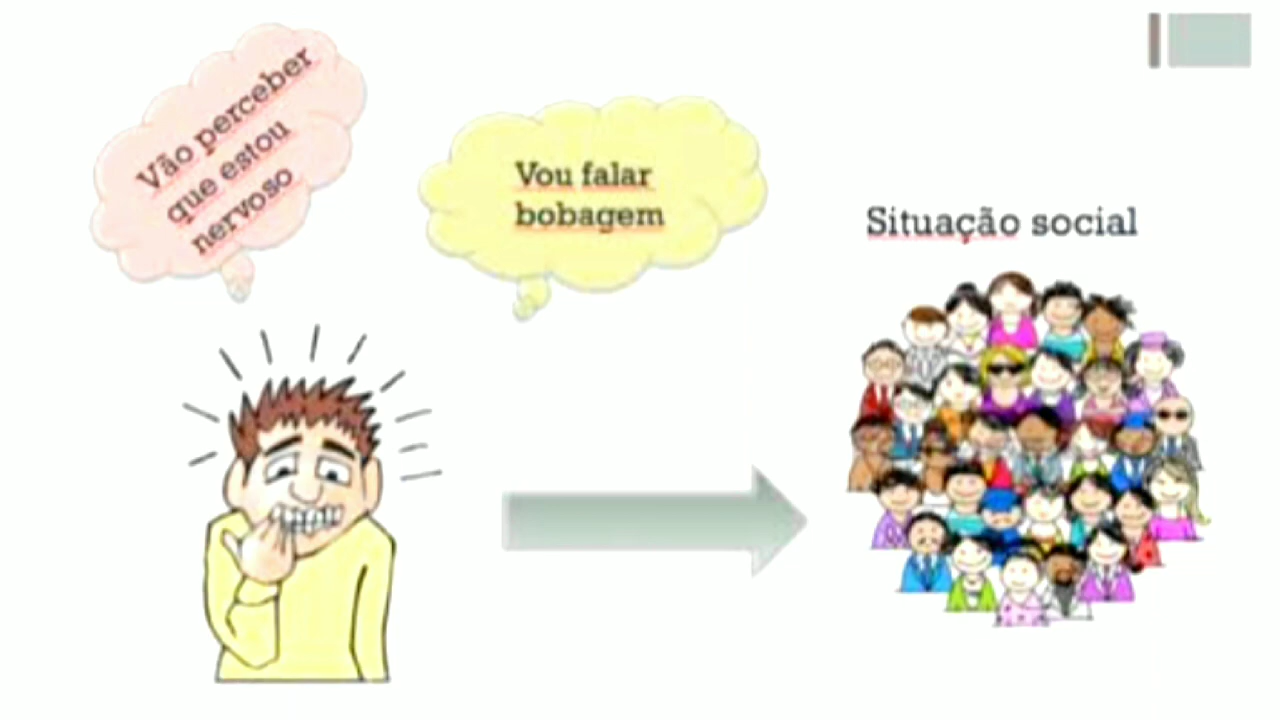 Vão perceber
que estou
nervoso
Vou falar
bobagem
Situação social